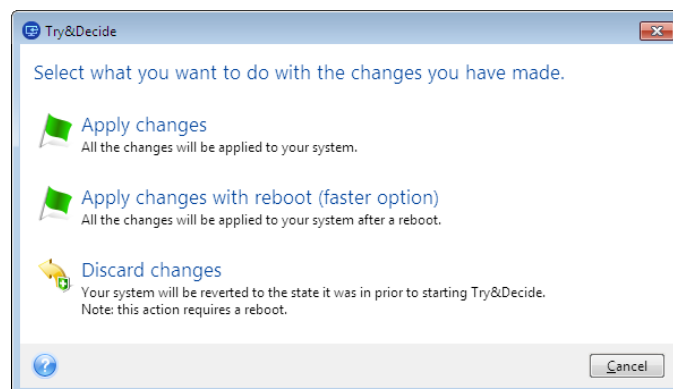 Try&Decide
Select what you want to do with the changes you have made.
Apply changes
All the changes will be applied to your system.
Apply changes with reboot (faster option)
All the changes will be applied to your system after a reboot.
Discard changes
Your system will be reverted to the state it was in prior to starting Try&Decide.
Note: this action requires a reboot.
Cancel